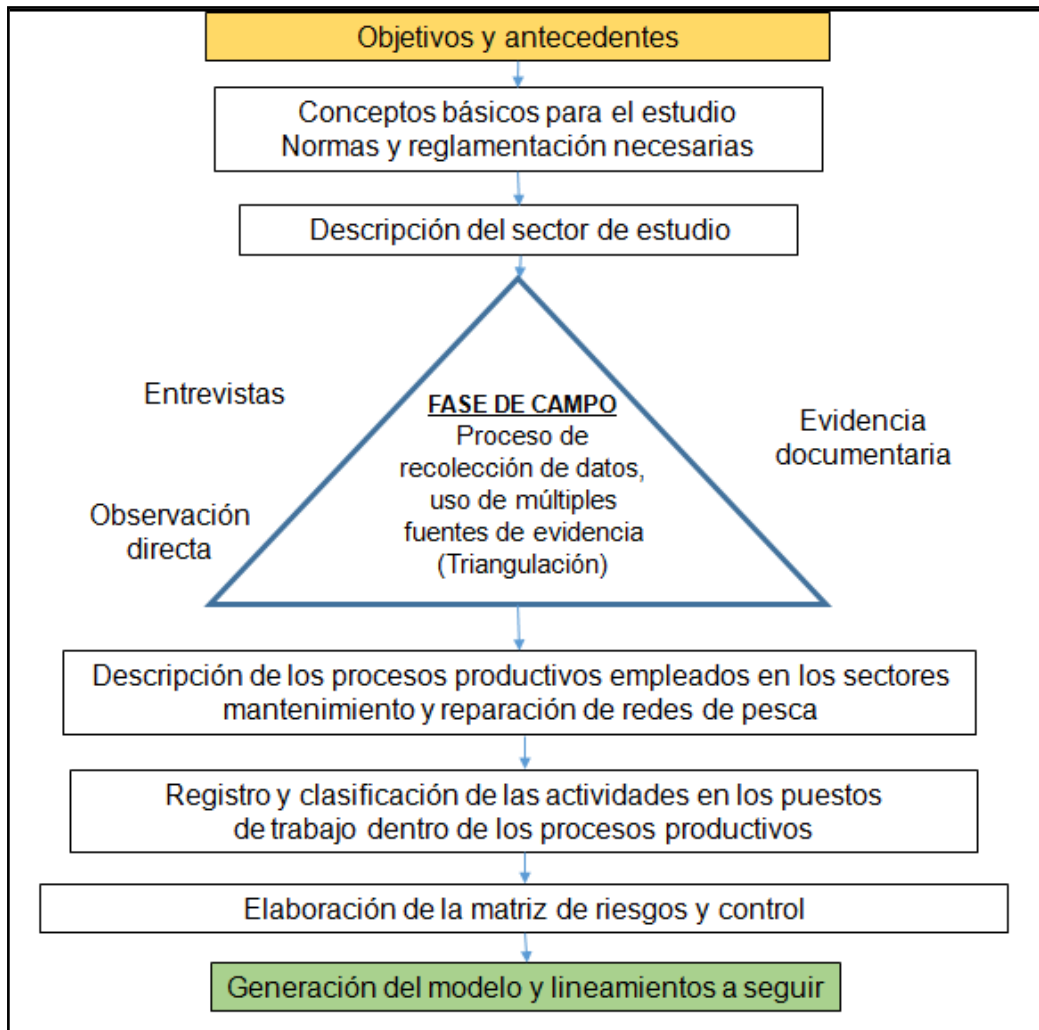 Objetivos y antecedentes
Conceptos básicos para el estudio
Normas y reglamentación necesarias
Descripción del sector de estudio
Entrevistas
Observación
directa
FASE DE CAMPO
Proceso de
recolección de datos,
uso de múltiples
fuentes de evidencia
(Triangulación)
Evidencia
documentaria
Descripción de los procesos productivos empleados en los sectores
mantenimiento y reparación de redes de pesca
Registro y clasificación de las actividades en los puestos
de trabajo dentro de los procesos productivos
Elaboración de la matriz de riesgos y control
Generación del modelo y lineamientos a seguir